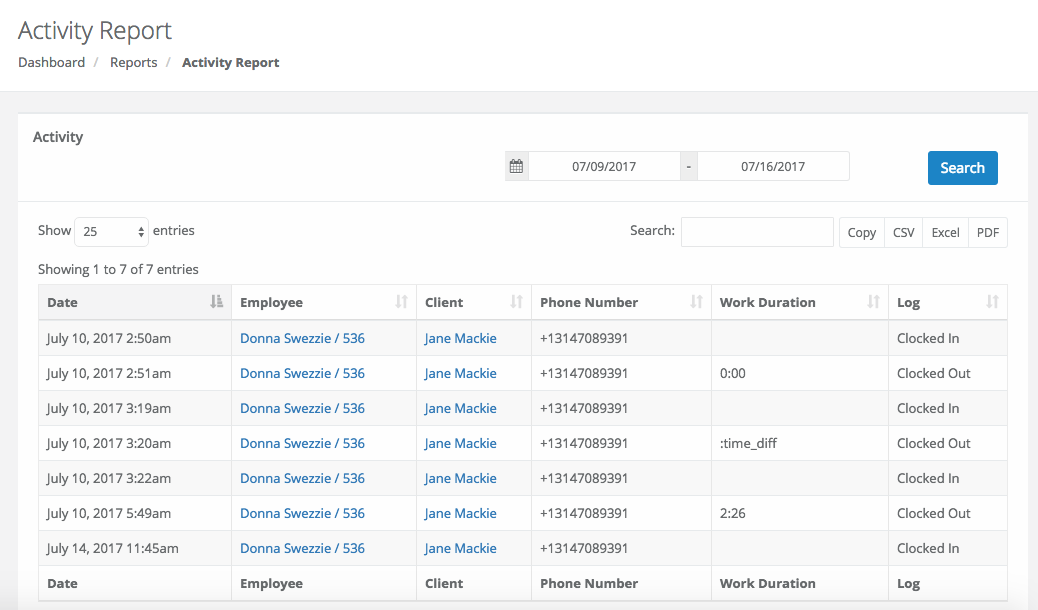 Activity Report
Dashboard / Reports / Activity Report
Activity
07/09/2017 - 07/16/2017 Search
Show 25 entries Search: Copy CSV Excel PDF
Showing 1 to 7 of 7 entries
Date Employee Client Phone Number Work Duration Log
July 10, 2017 2:50am Donna Swezzie / 536 Jane Mackie +13147089391 Clocked In
July 10, 2017 2:51am Donna Swezzie / 536 Jane Mackie +13147089391 0:00 Clocked Out
July 10, 2017 3:19am Donna Swezzie / 536 Jane Mackie +13147089391 Clocked In
July 10, 2017 3:20am Donna Swezzie / 536 Jane Mackie +13147089391 :time_diff Clocked Out
July 10, 2017 3:22am Donna Swezzie / 536 Jane Mackie +13147089391 Clocked In
July 10, 2017 5:49am Donna Swezzie / 536 Jane Mackie +13147089391 2:26 Clocked Out
July 14, 2017 11:45am Donna Swezzie / 536 Jane Mackie +13147089391 Clocked In
Date Employee Client Phone Number Work Duration Log